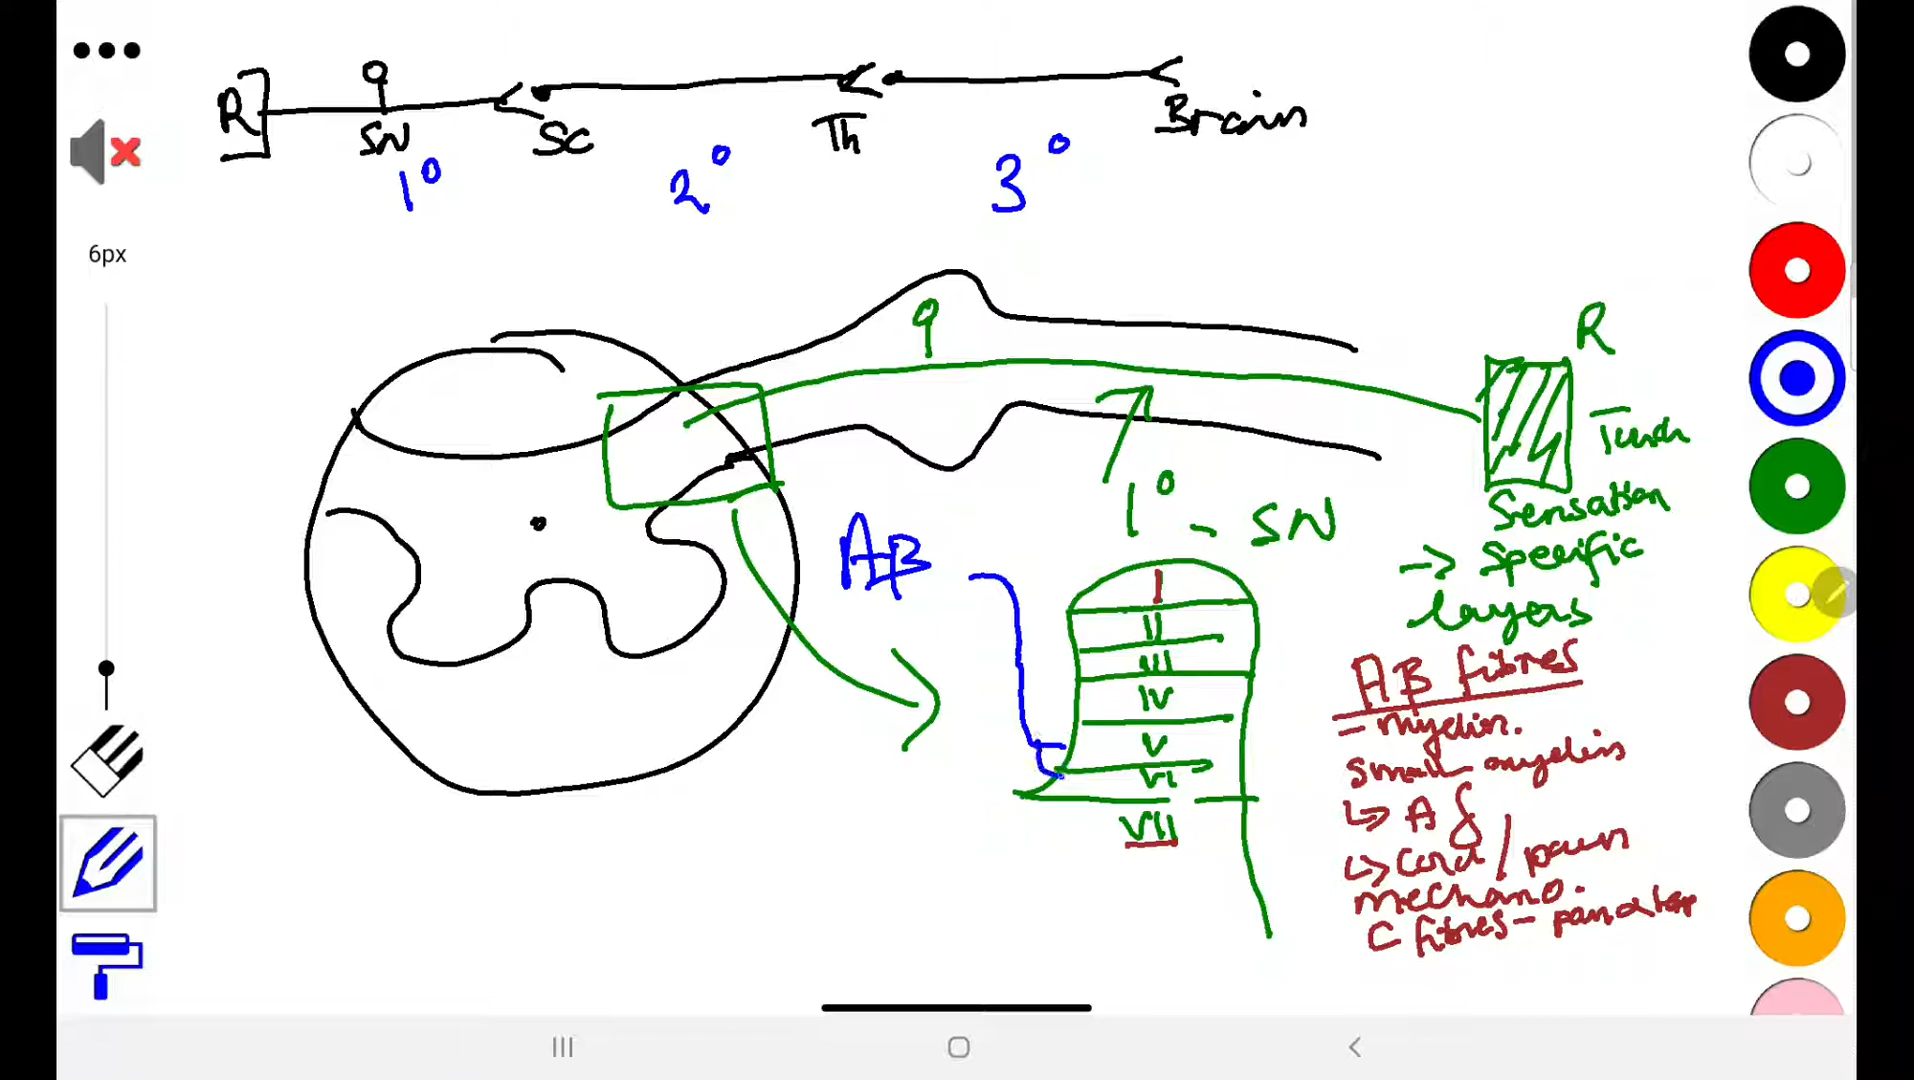 R
SN
SC
Th
Brain
1°
2°
3°
6px
R
Touch
1° - SN
Sensation
-> specific
layers
AB
I
II
III
IV
V
VI
VII
AB fibres
- myelin.
small myelin
↳ A δ
↳ Cold / pain
mechano.
C fibres - pain & temp